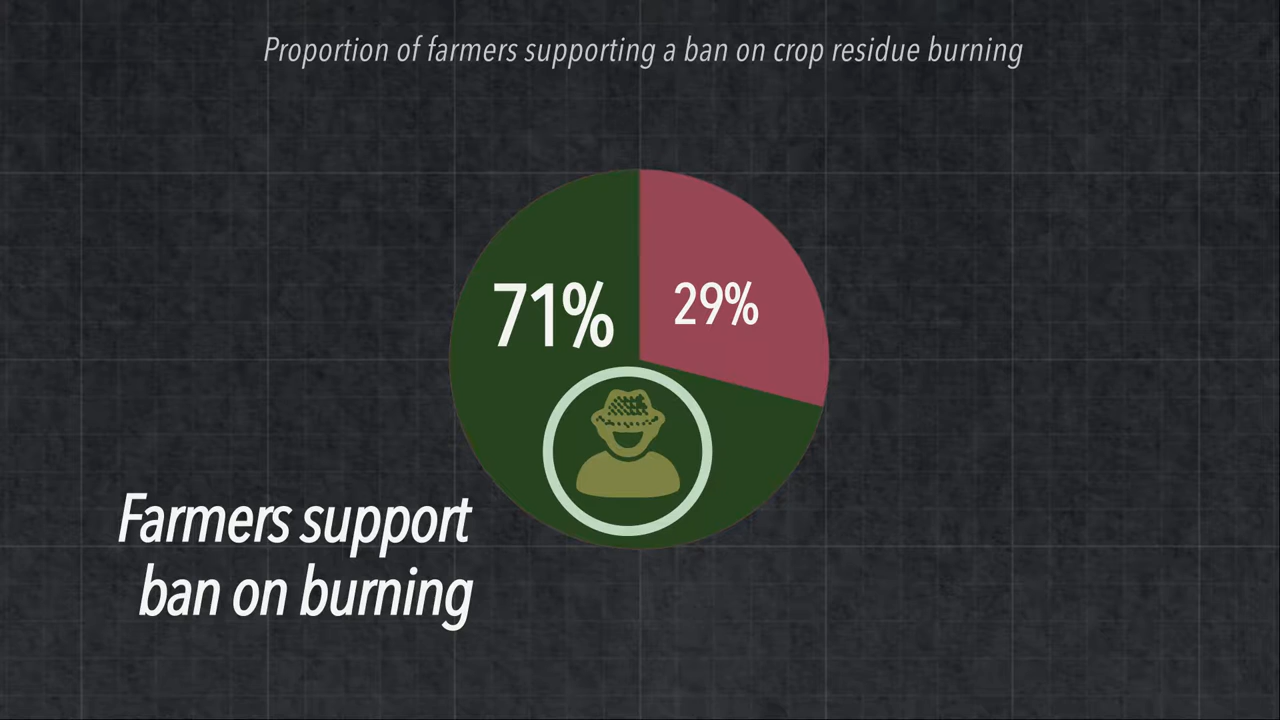 Proportion of farmers supporting a ban on crop residue burning
71%
29%
Farmers support
ban on burning